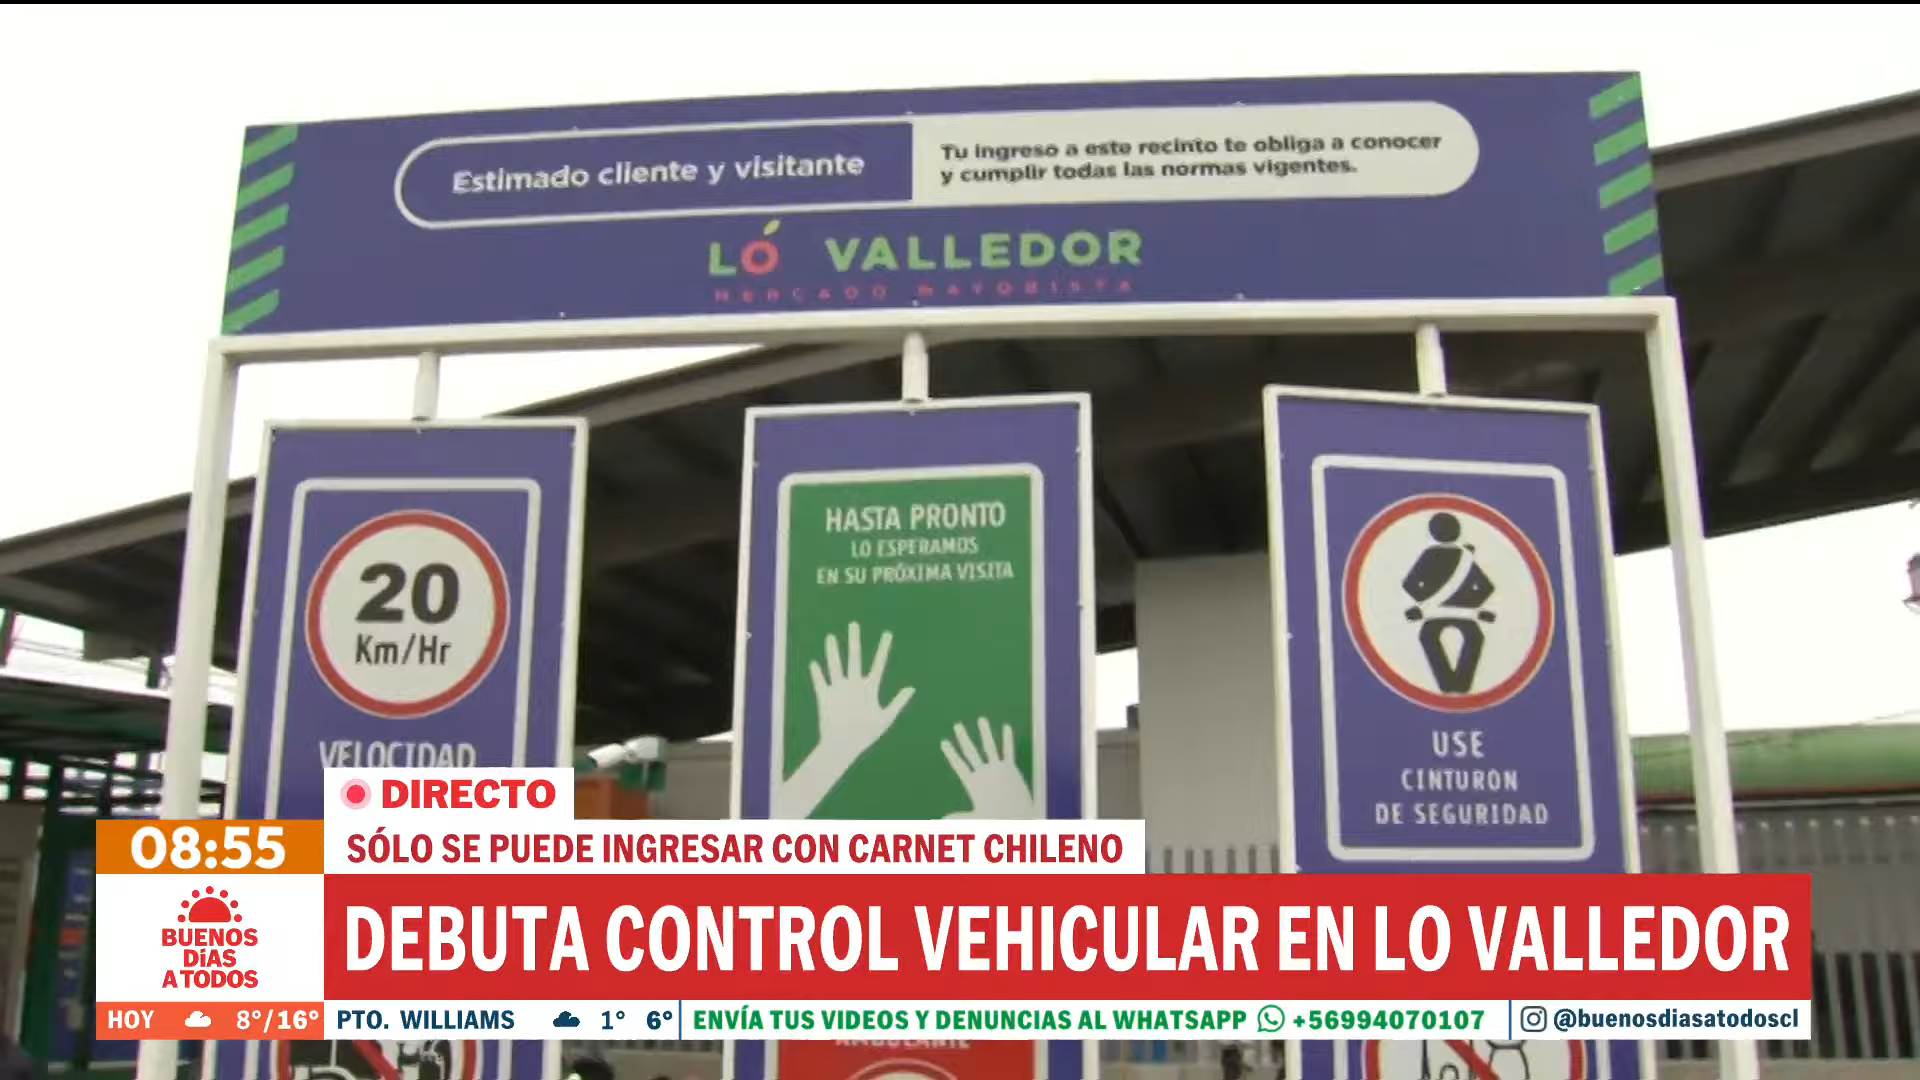 Estimado cliente y visitante
Tu ingreso a este recinto te obliga a conocer
y cumplir todas las normas vigentes.
LO VALLEDOR
MERCADO MAYORISTA
20
Km/Hr
VELOCIDAD
HASTA PRONTO
LO ESPERAMOS
EN SU PRÓXIMA VISITA
USE
CINTURON
DE SEGURIDAD
AMBULANTE
DIRECTO
08:55
SÓLO SE PUEDE INGRESAR CON CARNET CHILENO
BUENOS
DÍAS
A TODOS
DEBUTA CONTROL VEHICULAR EN LO VALLEDOR
HOY 8°/16° PTO. WILLIAMS 1° 6° ENVÍA TUS VIDEOS Y DENUNCIAS AL WHATSAPP +56994070107 @buenosdiasatodoscl